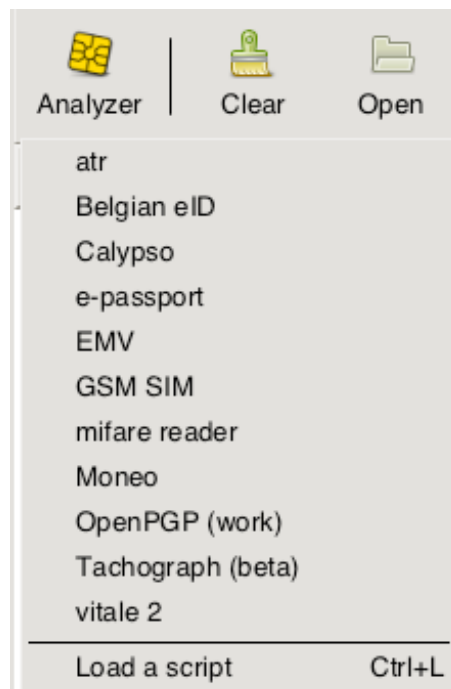 Analyzer Clear Open
atr
Belgian eID
Calypso
e-passport
EMV
GSM SIM
mifare reader
Moneo
OpenPGP (work)
Tachograph (beta)
vitale 2
Load a script Ctrl+L